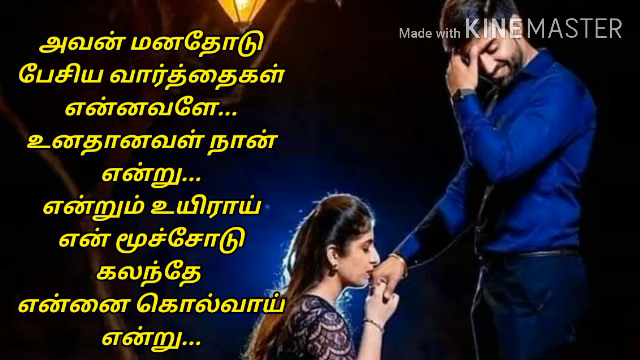 Made with KINEMASTER
அவன் மனதோடு
பேசிய வார்த்தைகள்
என்னவளே...
உனதானவள் நான்
என்று...
என்றும் உயிராய்
என் மூச்சோடு
கலந்தே
என்னை கொல்வாய்
என்று...